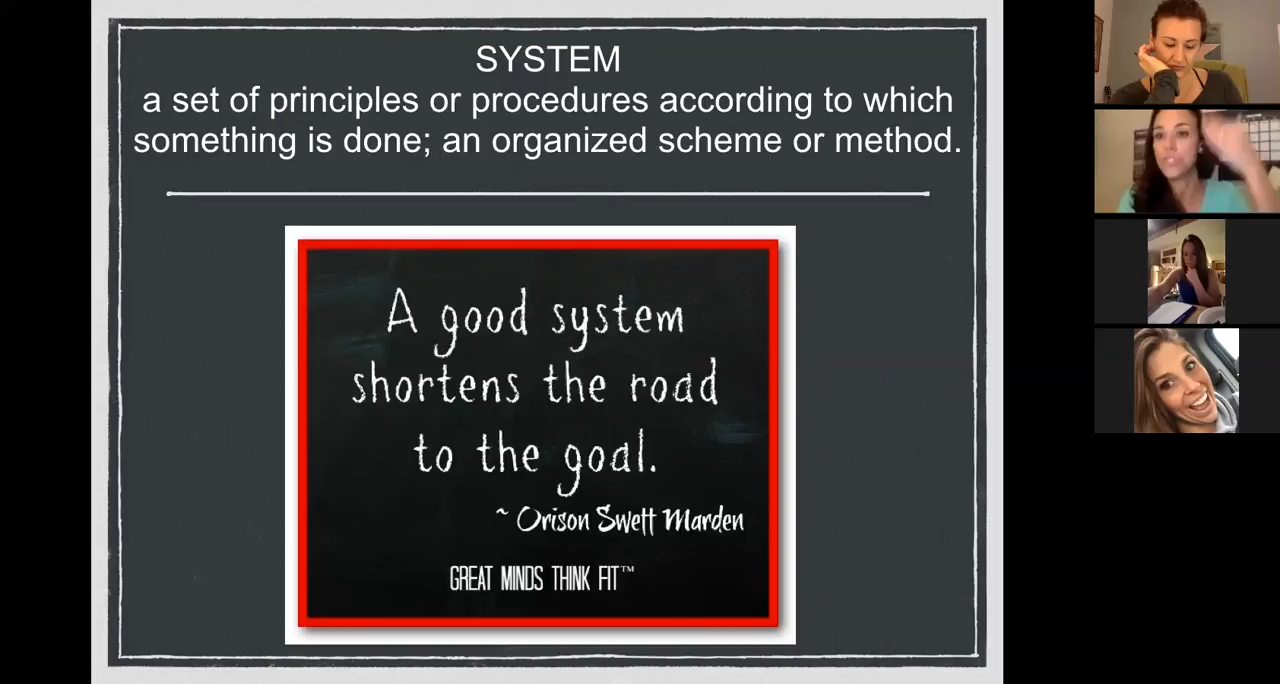 SYSTEM
a set of principles or procedures according to which
something is done; an organized scheme or method.
A good system
shortens the road
to the goal.
~ Orison Swett Marden
GREAT MINDS THINK FIT™